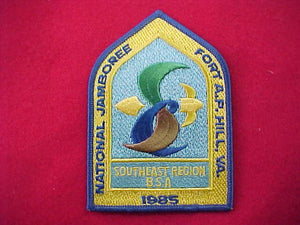 NATIONAL JAMBOREE
FORT A.P. HILL, VA.
SOUTHEAST REGION
B.S.A
1985